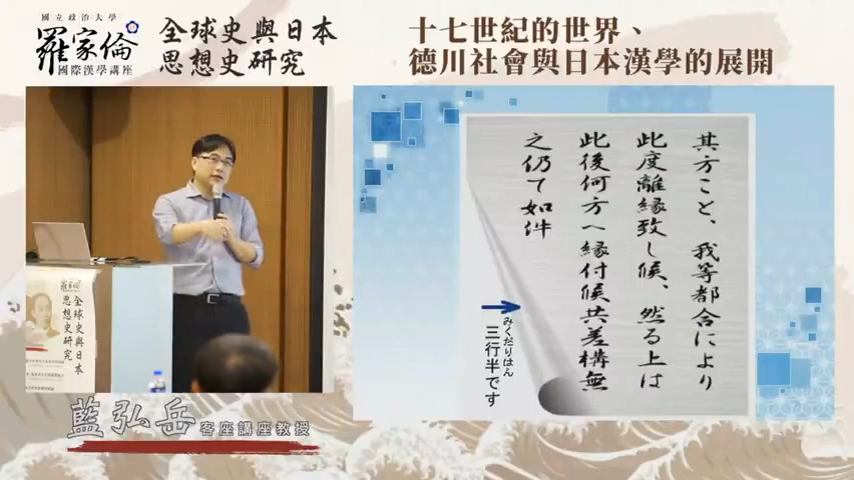 國立政治大學
羅家倫
國際漢學講座
全球史與日本
思想史研究
十七世紀的世界、
德川社會與日本漢學的展開
其方こと、我等都合により
此度離縁致し候、然る上は
此後何方へ縁付候共差構無
之仍て如件
みくだりはん
三行半です
羅家倫
全球史與日本
思想史研究
藍弘岳 客座講座教授